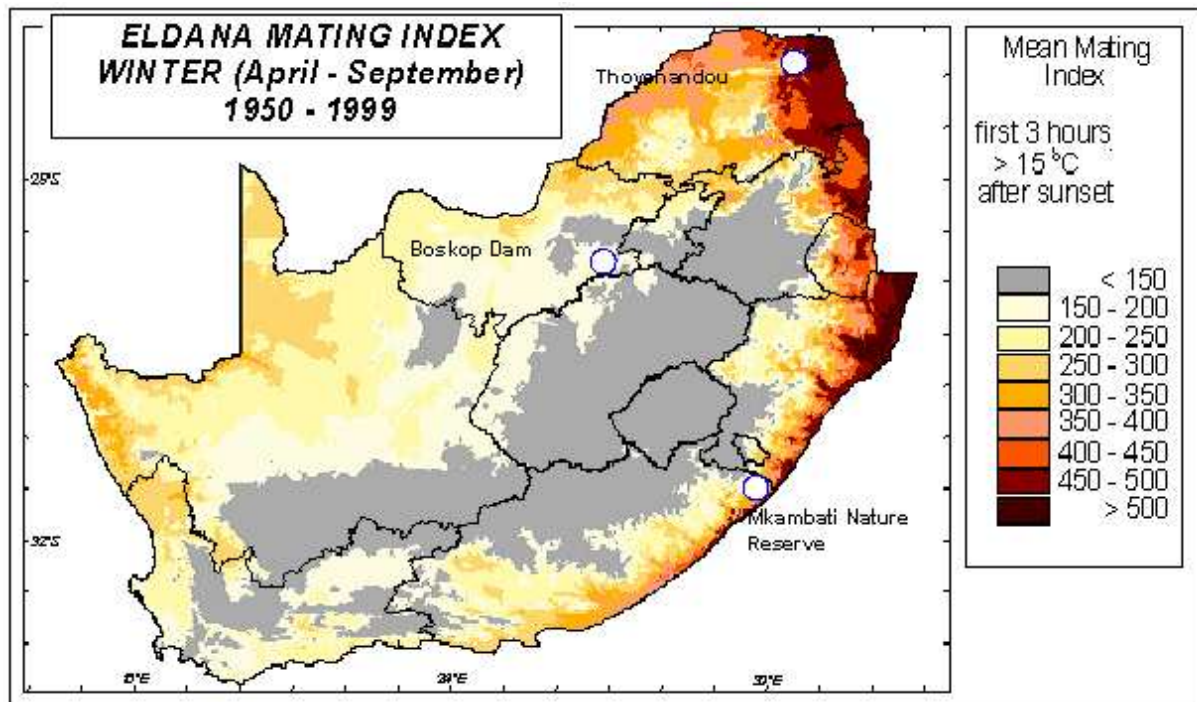 ELDANA MATING INDEX
WINTER (April - September)
1950 - 1999
Thoyohandou
Boskop Dam
Mkambati Nature
Reserve
32°S
Mean Mating
Index
first 3 hours
> 15 °C
after sunset
< 150
150 - 200
200 - 250
250 - 300
300 - 350
350 - 400
400 - 450
450 - 500
> 500